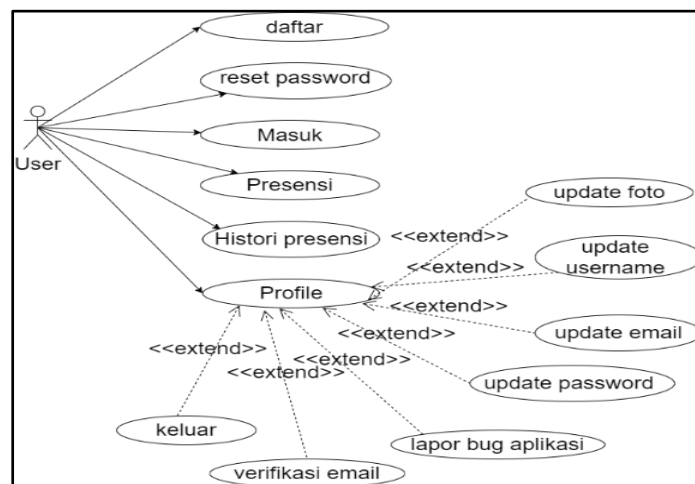 daftar
reset password
Masuk
User
Presensi
update foto
Histori presensi
<<extend>>
update
username
<<extend>>
Profile
<<extend>>
update email
<<extend>>
<<extend>>
<<extend>>
<<extend>>
update password
keluar
lapor bug aplikasi
verifikasi email